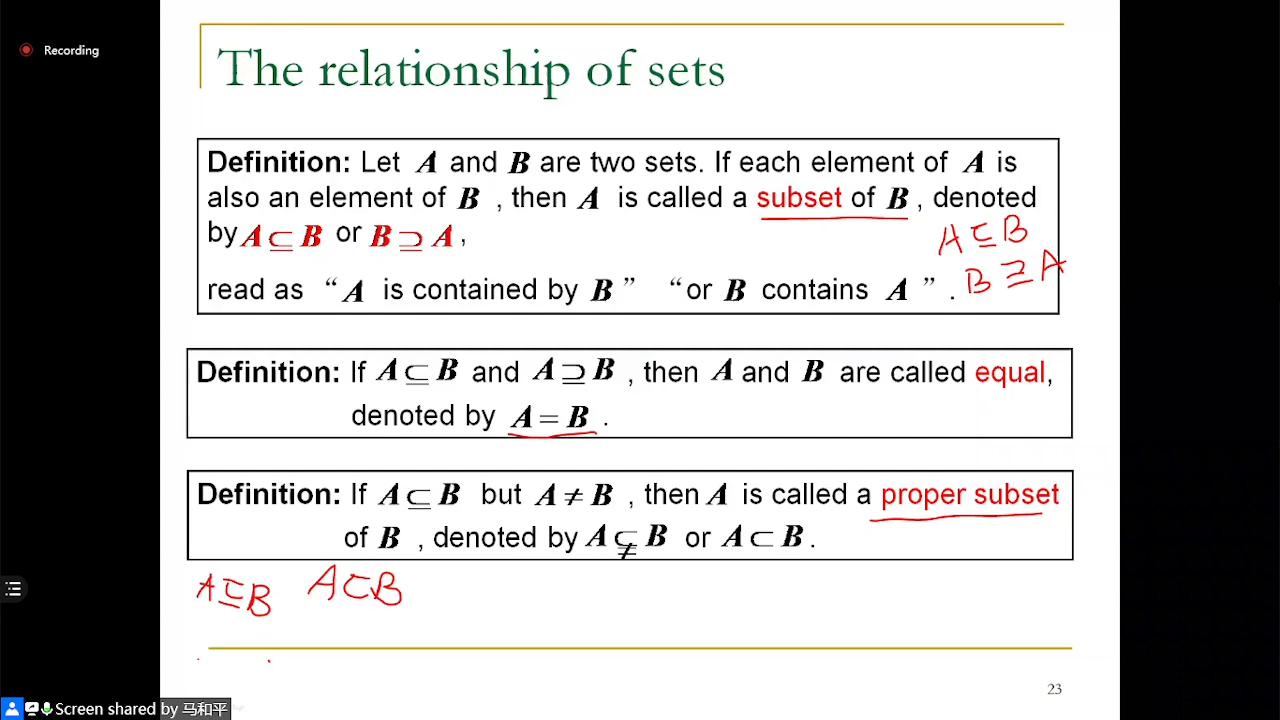 Recording
The relationship of sets
Definition: Let A and B are two sets. If each element of A is
also an element of B , then A is called a subset of B , denoted
by A ⊆ B or B ⊇ A ,
A ⊆ B
B ⊇ A
read as “ A is contained by B ” “or B contains A ” .
Definition: If A ⊆ B and A ⊇ B , then A and B are called equal,
denoted by A = B .
Definition: If A ⊆ B but A ≠ B , then A is called a proper subset
of B , denoted by A ⊊ B or A ⊂ B .
A ⊆ B A ⊂ B
23
Screen shared by 马和平